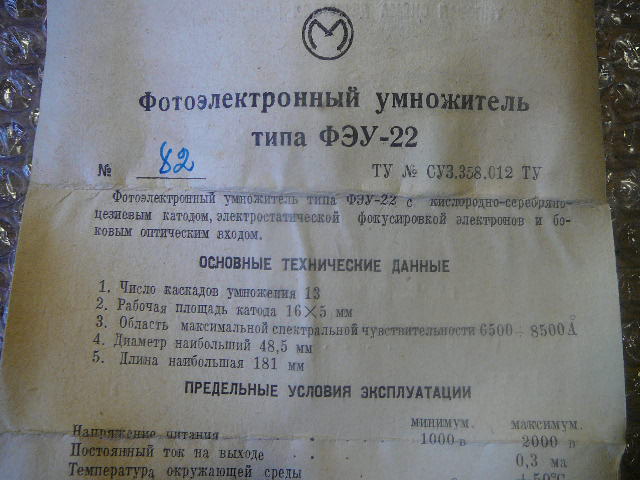 Фотоэлектронный умножитель
типа ФЭУ-22
№ 82 ТУ № СУ3.358.012 ТУ
Фотоэлектронный умножитель типа ФЭУ-22 с кислородно-серебряно-
цезиевым катодом, электростатической фокусировкой электронов и бо-
ковым оптическим входом.
ОСНОВНЫЕ ТЕХНИЧЕСКИЕ ДАННЫЕ
1. Число каскадов умножения 13
2. Рабочая площадь катода 16×5 мм
3. Область максимальной спектральной чувствительности 6500 ÷ 8500Å
4. Диаметр наибольший 48,5 мм
5. Длина наибольшая 181 мм
ПРЕДЕЛЬНЫЕ УСЛОВИЯ ЭКСПЛУАТАЦИИ
минимум. максимум.
Напряжение питания 1000 в 2000 в
Постоянный ток на выходе 0,3 ма
Температура окружающей среды + 50°С